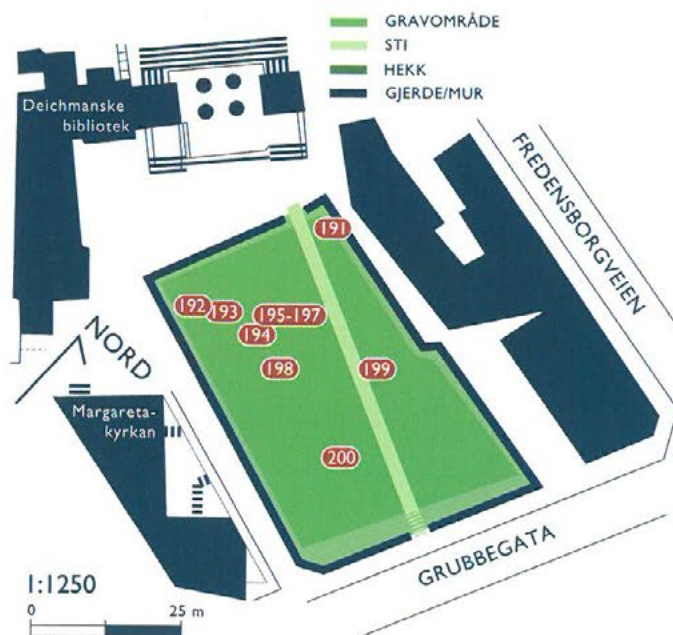 GRAVOMRÅDE
STI
HEKK
GJERDE/MUR
Deichmanske
bibliotek
FREDENSBORGVEIEN
191
192
193
195-197
194
198
199
200
NORD
Margareta-
kyrkan
GRUBBEGATA
1:1250
0
25 m